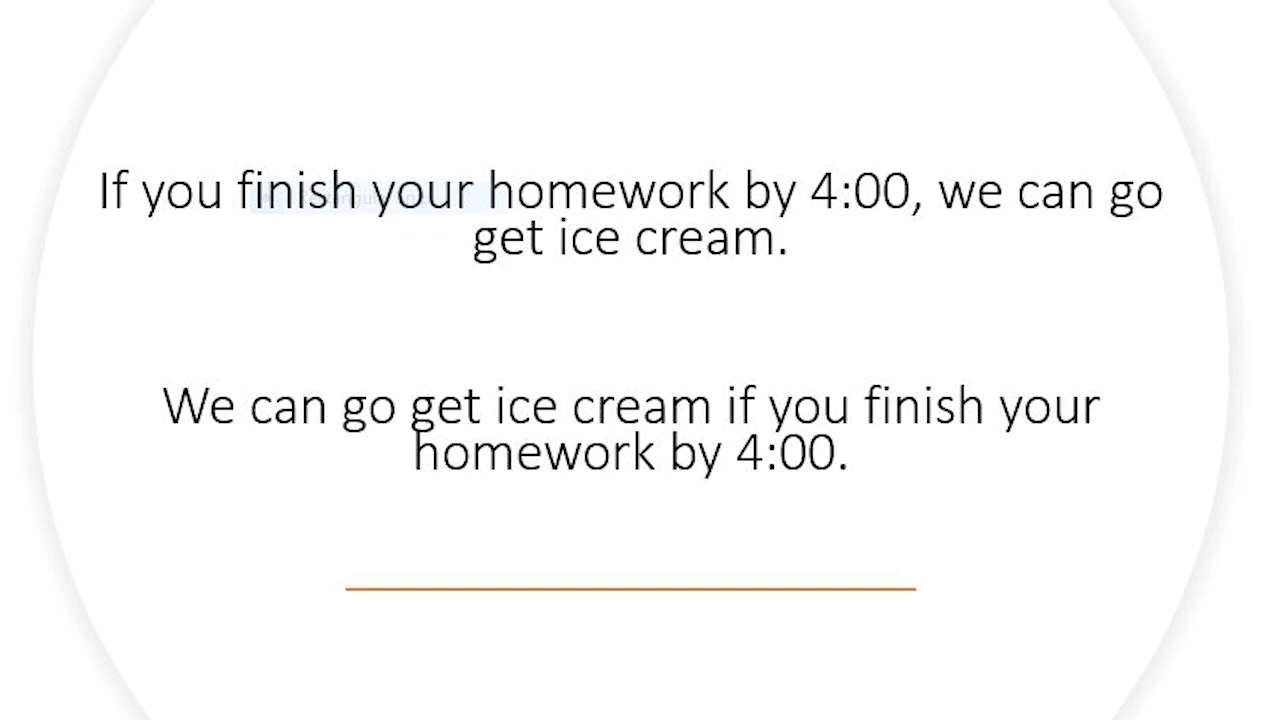 If you finish your homework by 4:00, we can go
get ice cream.
We can go get ice cream if you finish your
homework by 4:00.